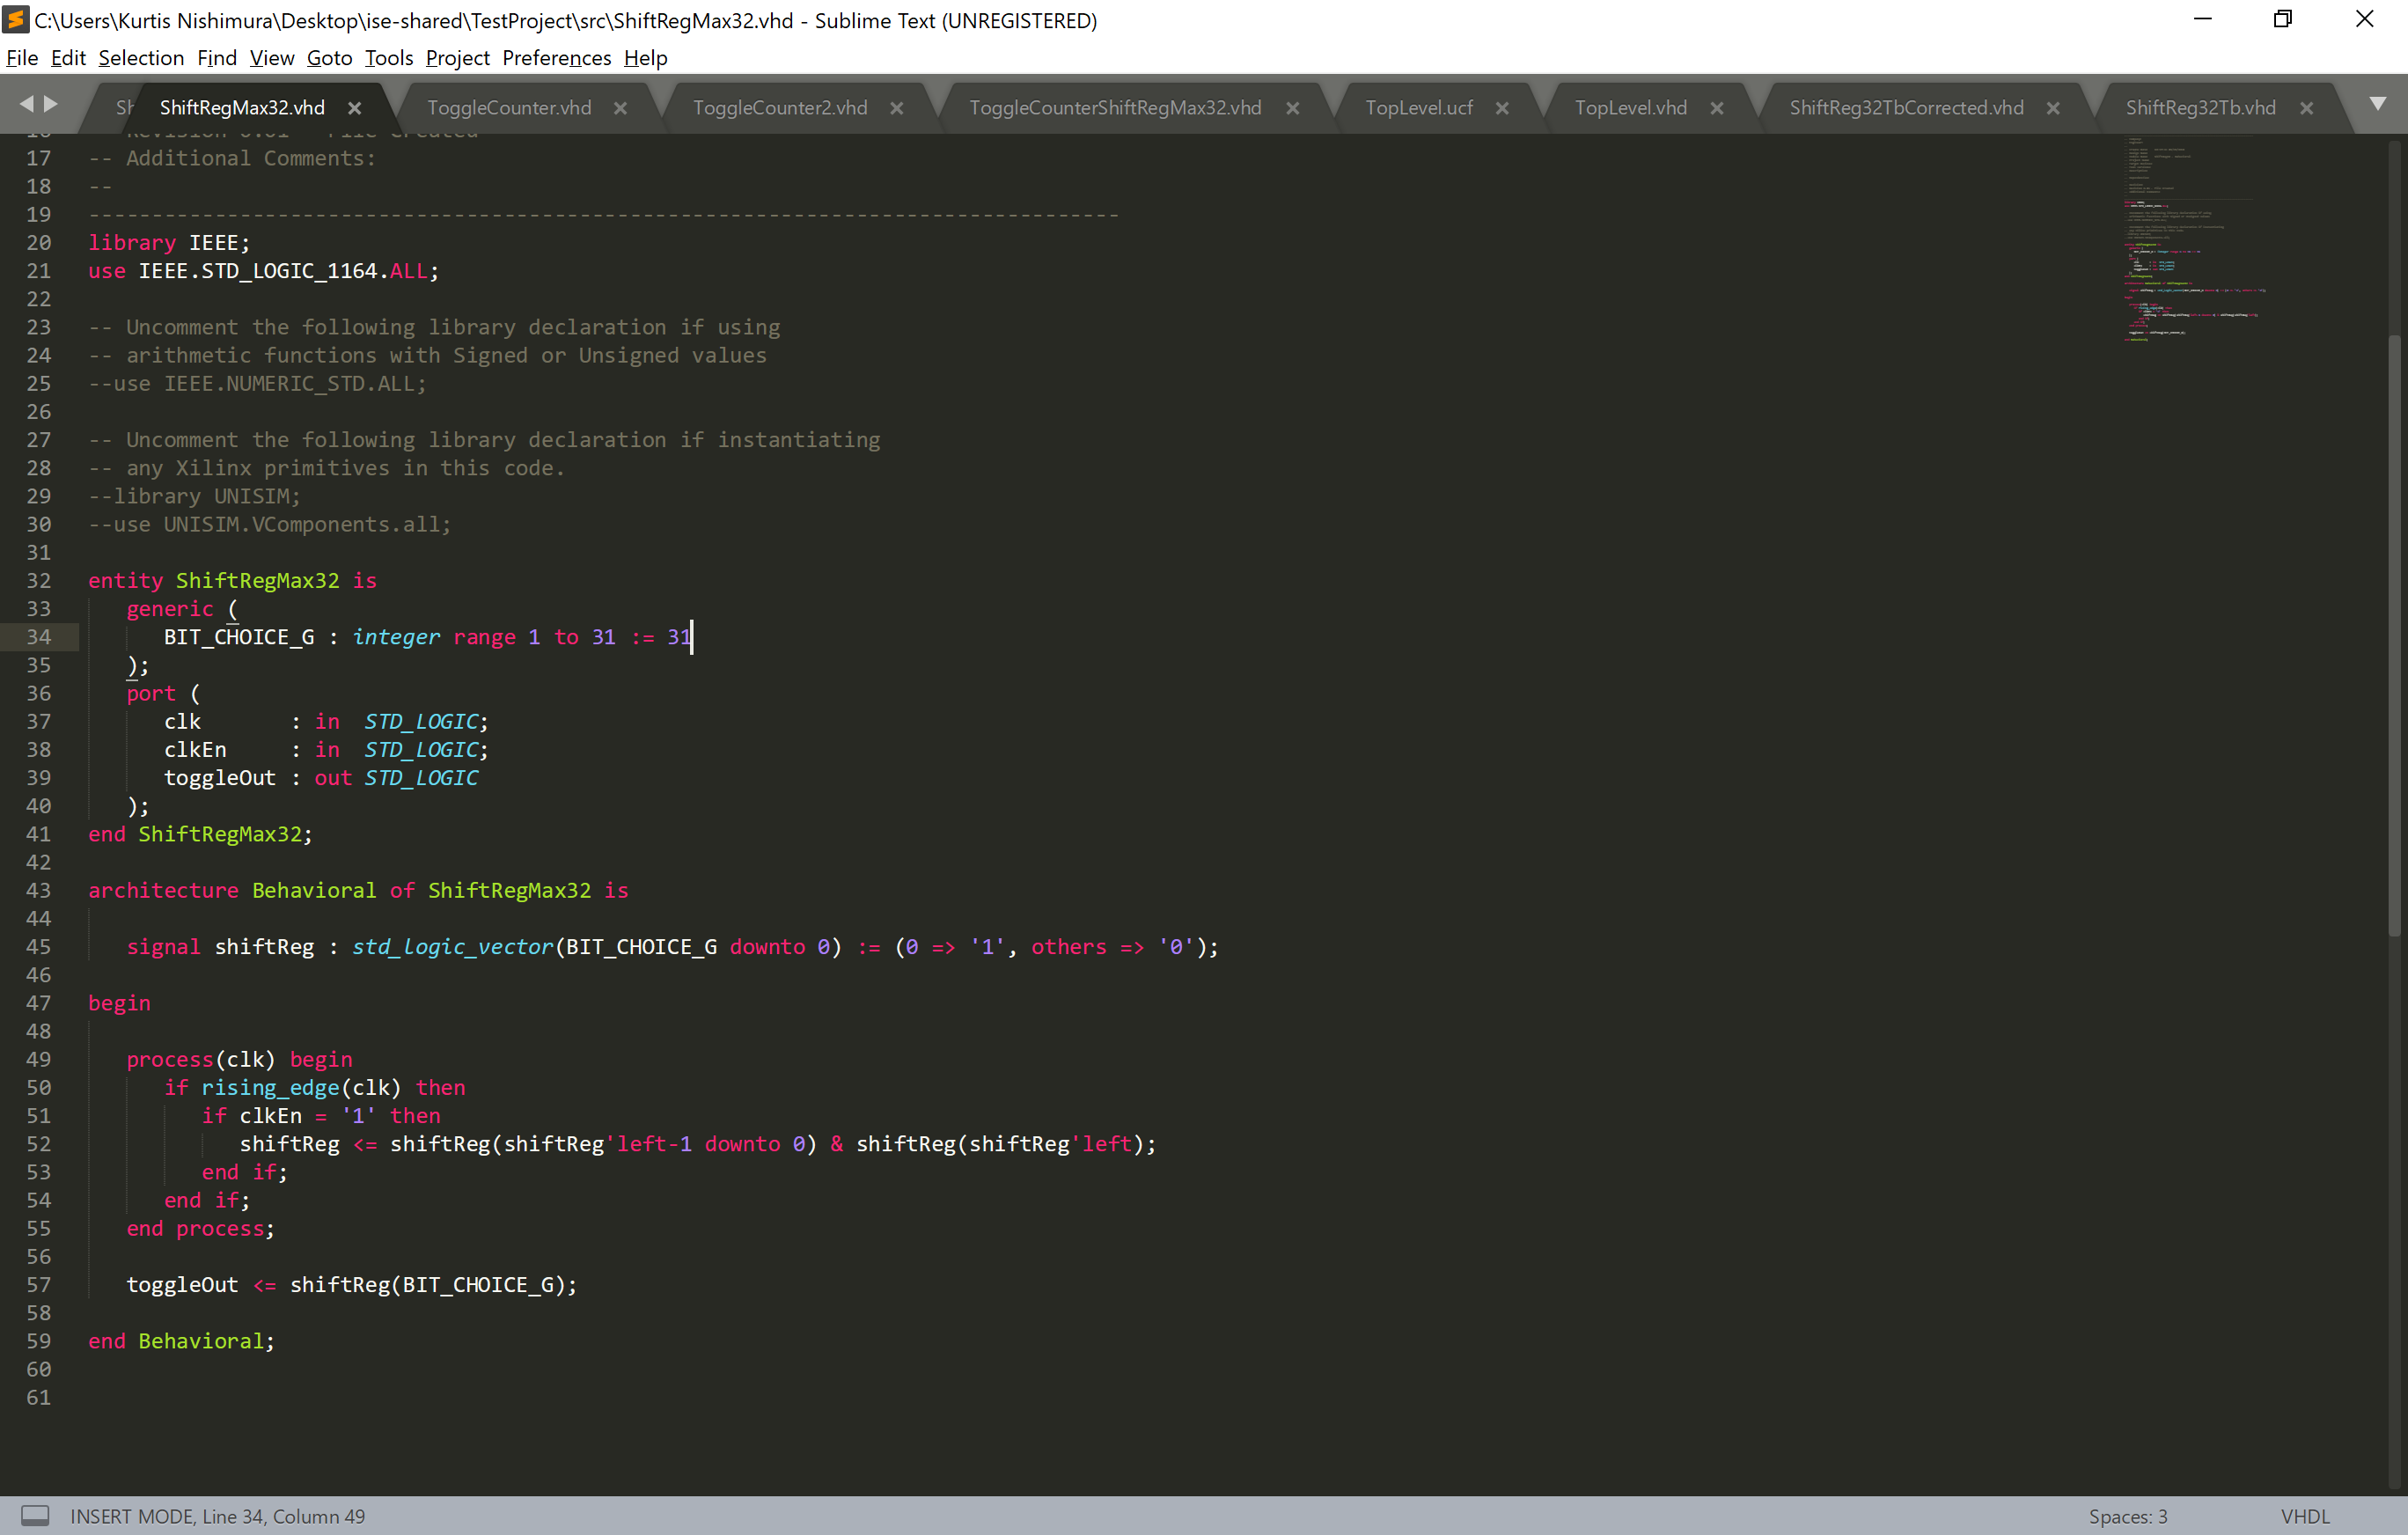 C:\Users\Kurtis Nishimura\Desktop\ise-shared\TestProject\src\ShiftRegMax32.vhd - Sublime Text (UNREGISTERED)
File Edit Selection Find View Goto Tools Project Preferences Help
Sh ShiftRegMax32.vhd ToggleCounter.vhd ToggleCounter2.vhd ToggleCounterShiftRegMax32.vhd TopLevel.ucf TopLevel.vhd ShiftReg32TbCorrected.vhd ShiftReg32Tb.vhd
17 -- Additional Comments:
18 --
19 ----------------------------------------------------------------------------------
20 library IEEE;
21 use IEEE.STD_LOGIC_1164.ALL;
22
23 -- Uncomment the following library declaration if using
24 -- arithmetic functions with Signed or Unsigned values
25 --use IEEE.NUMERIC_STD.ALL;
26
27 -- Uncomment the following library declaration if instantiating
28 -- any Xilinx primitives in this code.
29 --library UNISIM;
30 --use UNISIM.VComponents.all;
31
32 entity ShiftRegMax32 is
33    generic (
34       BIT_CHOICE_G : integer range 1 to 31 := 31
35    );
36    port (
37       clk       : in  STD_LOGIC;
38       clkEn     : in  STD_LOGIC;
39       toggleOut : out STD_LOGIC
40    );
41 end ShiftRegMax32;
42
43 architecture Behavioral of ShiftRegMax32 is
44
45    signal shiftReg : std_logic_vector(BIT_CHOICE_G downto 0) := (0 => '1', others => '0');
46
47 begin
48
49    process(clk) begin
50       if rising_edge(clk) then
51          if clkEn = '1' then
52             shiftReg <= shiftReg(shiftReg'left-1 downto 0) & shiftReg(shiftReg'left);
53          end if;
54       end if;
55    end process;
56
57    toggleOut <= shiftReg(BIT_CHOICE_G);
58
59 end Behavioral;
60
61
INSERT MODE, Line 34, Column 49 Spaces: 3 VHDL